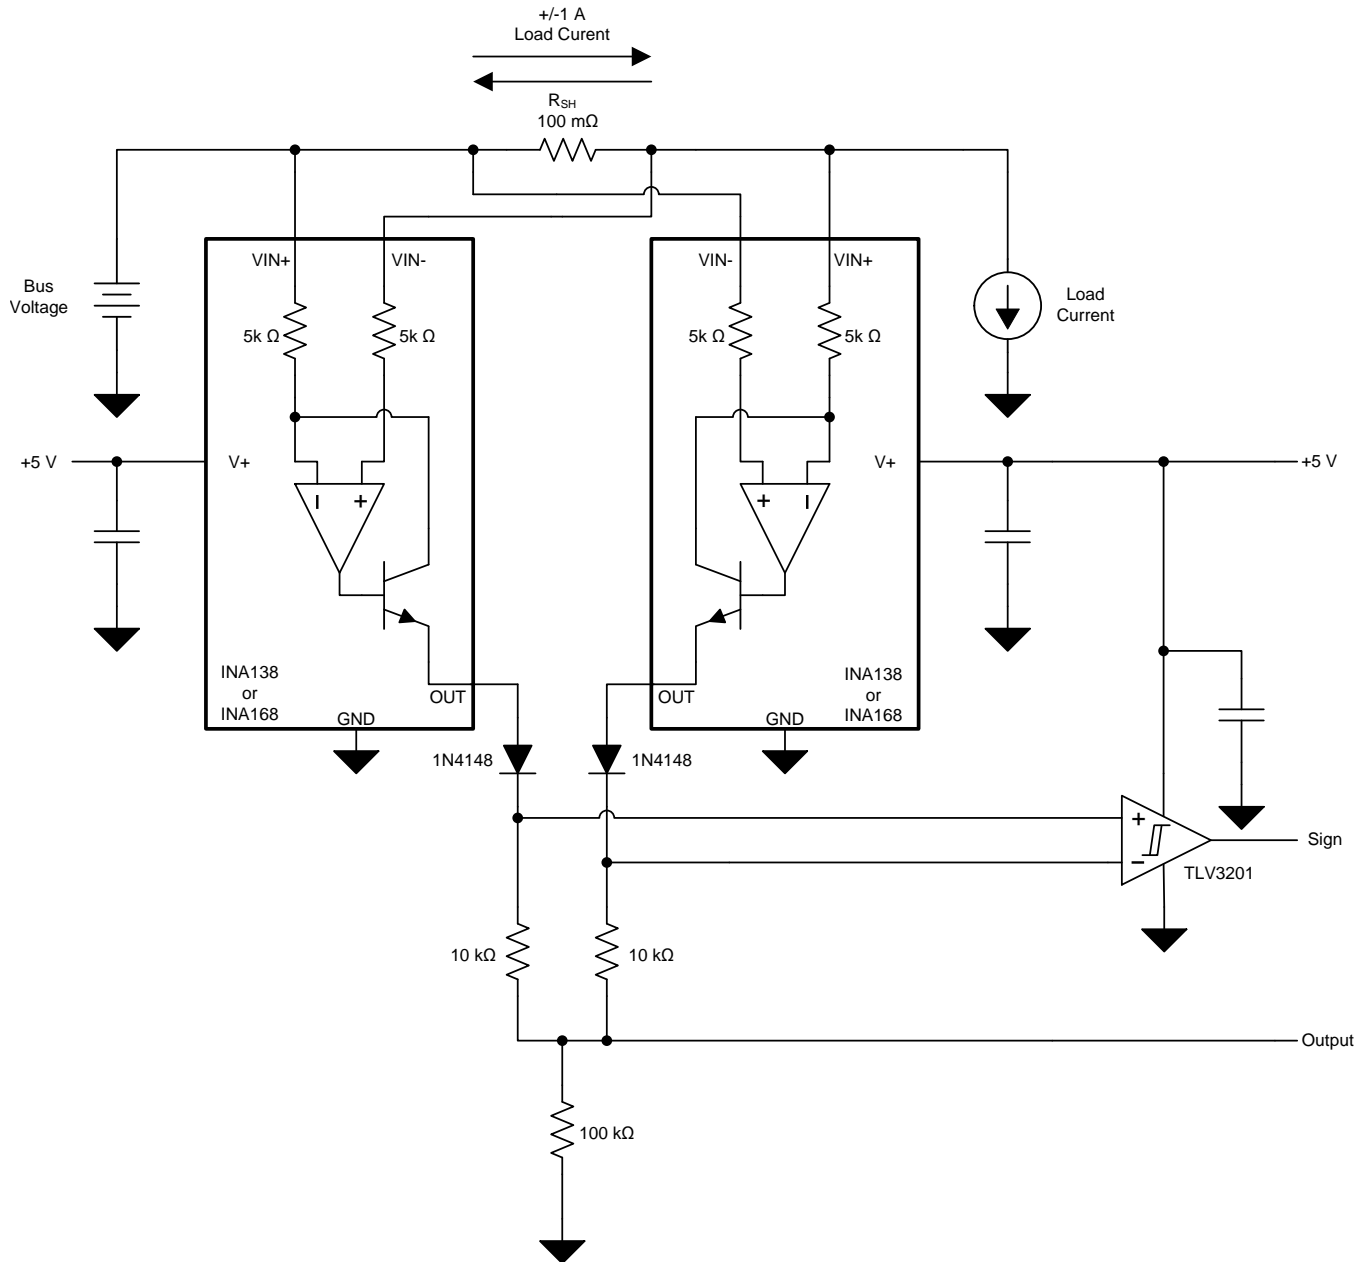 +/-1 A
Load Curent
RSH
100 mΩ
VIN+
VIN-
VIN-
VIN+
Bus
Voltage
Load
Current
5k Ω
5k Ω
5k Ω
5k Ω
+5 V
V+
V+
+5 V
INA138
or
INA168
OUT
GND
OUT
GND
INA138
or
INA168
1N4148
1N4148
Sign
TLV3201
10 kΩ
10 kΩ
Output
100 kΩ